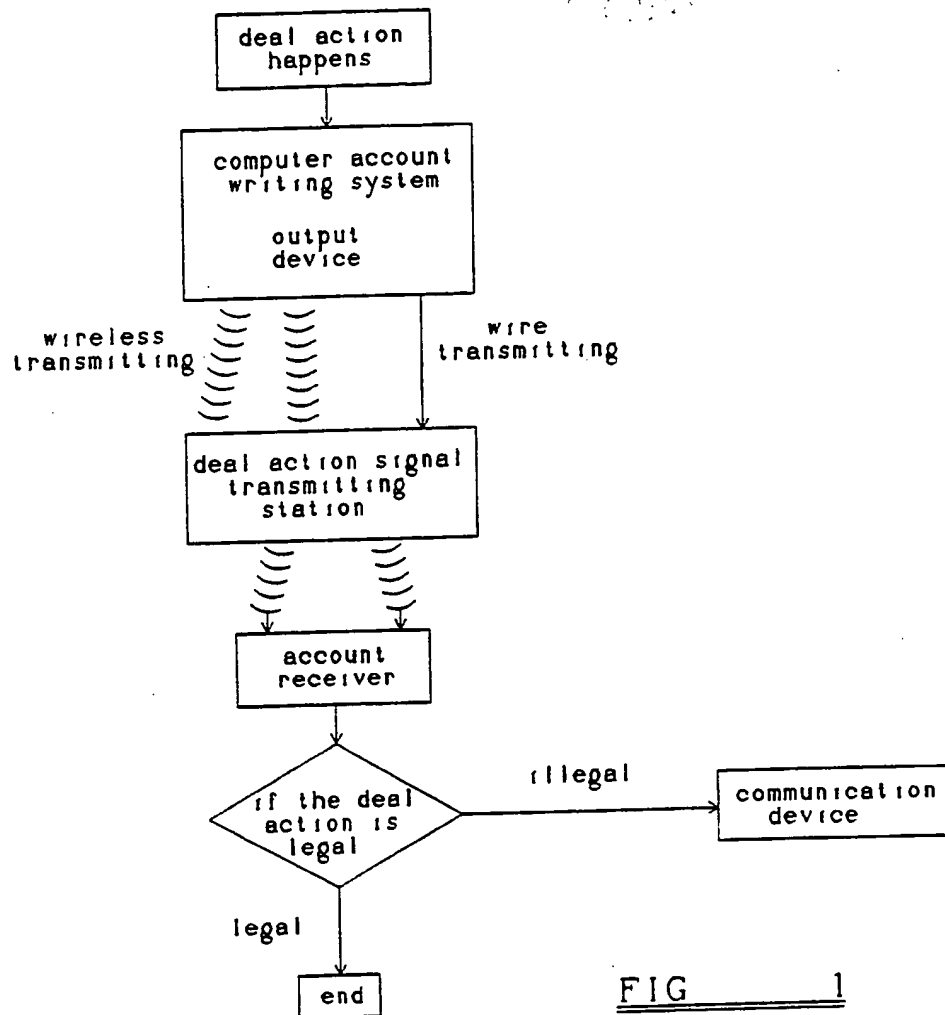 deal action
happens
computer account
writing system
output
device
wireless
transmitting
wire
transmitting
deal action signal
transmitting
station
account
receiver
if the deal
action is
legal
illegal
communication
device
legal
end
FIG 1